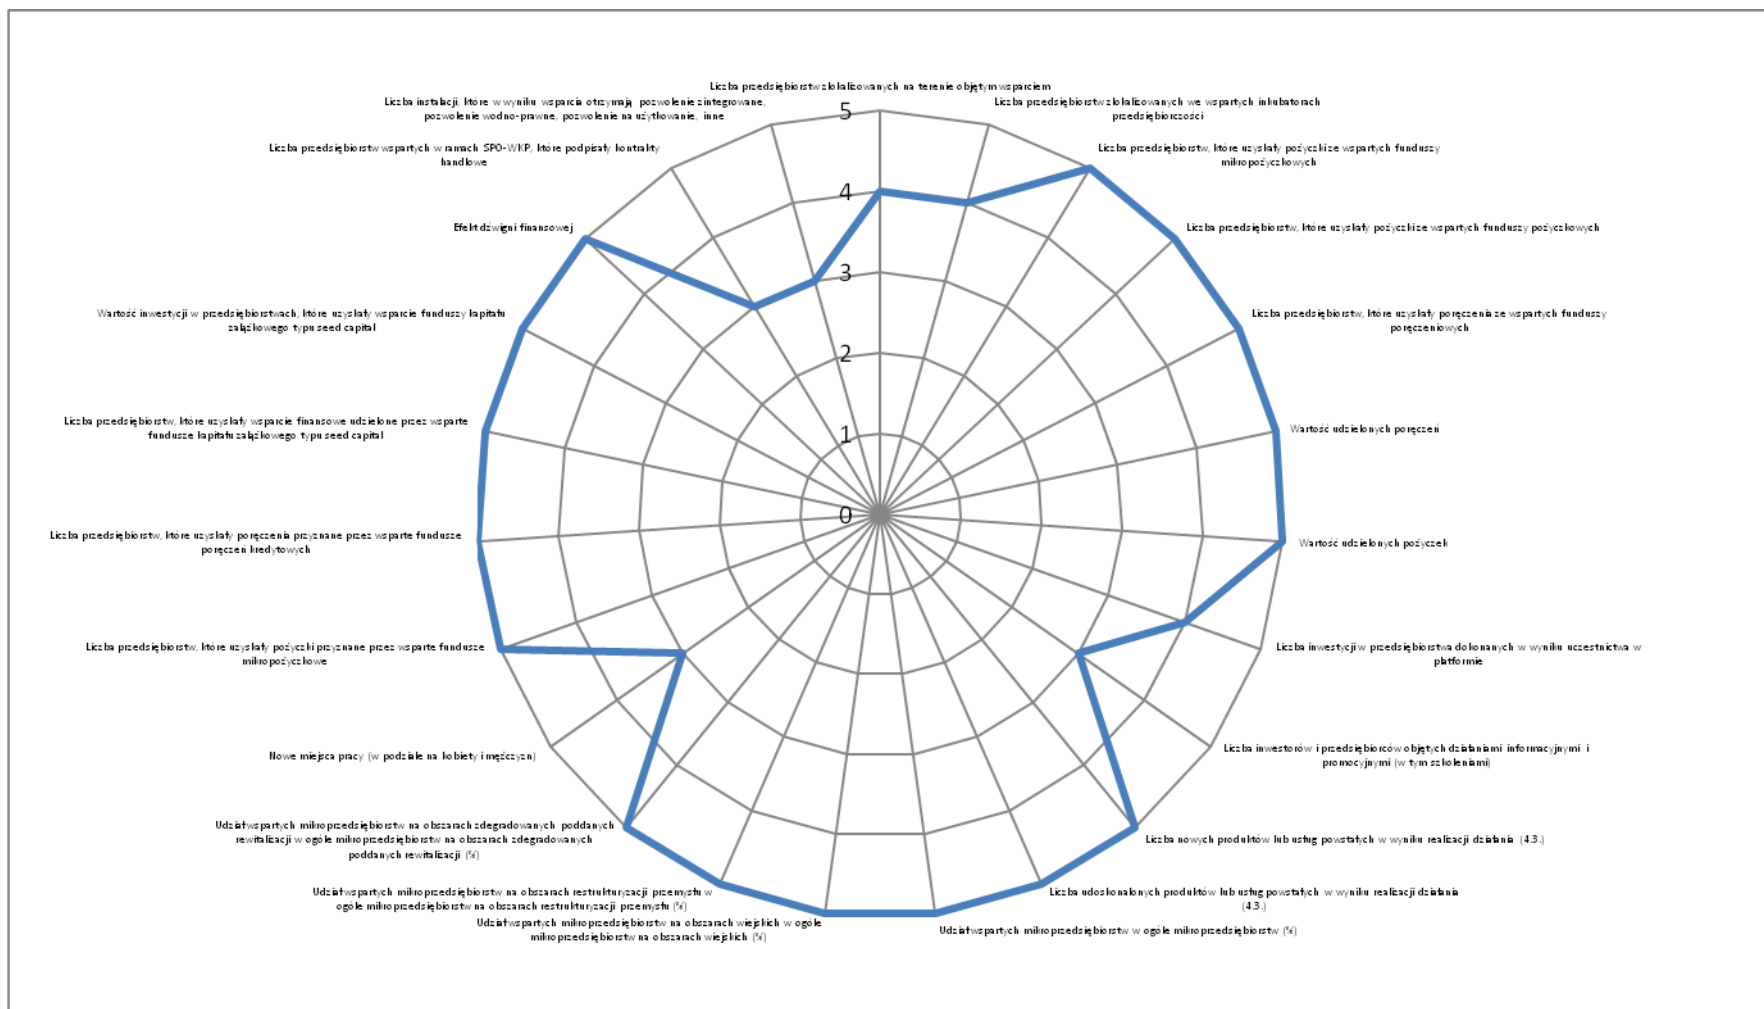 Liczba przedsiębiorstw zlokalizowanych na terenie objętym wsparciem
Liczba przedsiębiorstw zlokalizowanych we wspartych inkubatorach
przedsiębiorczości
Liczba przedsiębiorstw, które uzyskały pożyczki ze wspartych funduszy
mikropożyczkowych
Liczba przedsiębiorstw, które uzyskały pożyczki ze wspartych funduszy pożyczkowych
Liczba przedsiębiorstw, które uzyskały poręczenia ze wspartych funduszy
poręczeniowych
Wartość udzielonych poręczeń
Wartość udzielonych pożyczek
Liczba inwestycji w przedsiębiorstwa dokonanych w wyniku uczestnictwa w
platformie
Liczba inwestorów i przedsiębiorców objętych działaniami informacyjnymi i
promocyjnymi (w tym szkoleniami)
Liczba nowych produktów lub usług powstałych w wyniku realizacji działania (4.3.)
Liczba udoskonalonych produktów lub usług powstałych w wyniku realizacji działania
(4.3.)
Udział wspartych mikroprzedsiębiorstw w ogóle mikroprzedsiębiorstw (%)
Udział wspartych mikroprzedsiębiorstw na obszarach wiejskich w ogóle
mikroprzedsiębiorstw na obszarach wiejskich (%)
Udział wspartych mikroprzedsiębiorstw na obszarach restrukturyzacji przemysłu w
ogóle mikroprzedsiębiorstw na obszarach restrukturyzacji przemysłu (%)
Udział wspartych mikroprzedsiębiorstw na obszarach zdegradowanych poddanych
rewitalizacji w ogóle mikroprzedsiębiorstw na obszarach zdegradowanych
poddanych rewitalizacji (%)
Nowe miejsca pracy (w podziale na kobiety i mężczyzn)
Liczba przedsiębiorstw, które uzyskały pożyczki przyznane przez wsparte fundusze
mikropożyczkowe
Liczba przedsiębiorstw, które uzyskały poręczenia przyznane przez wsparte fundusze
poręczeń kredytowych
Liczba przedsiębiorstw, które uzyskały wsparcie finansowe udzielone przez wsparte
fundusze kapitału zalążkowego typu seed capital
Wartość inwestycji w przedsiębiorstwach, które uzyskały wsparcie funduszy kapitału
zalążkowego typu seed capital
Efekt dźwigni finansowej
Liczba przedsiębiorstw wspartych w ramach SPO-WKP, które podpisały kontrakty
handlowe
Liczba instalacji, które w wyniku wsparcia otrzymają pozwolenie zintegrowane,
pozwolenie wodno-prawne, pozwolenie na użytkowanie, inne
5
4
3
2
1
0